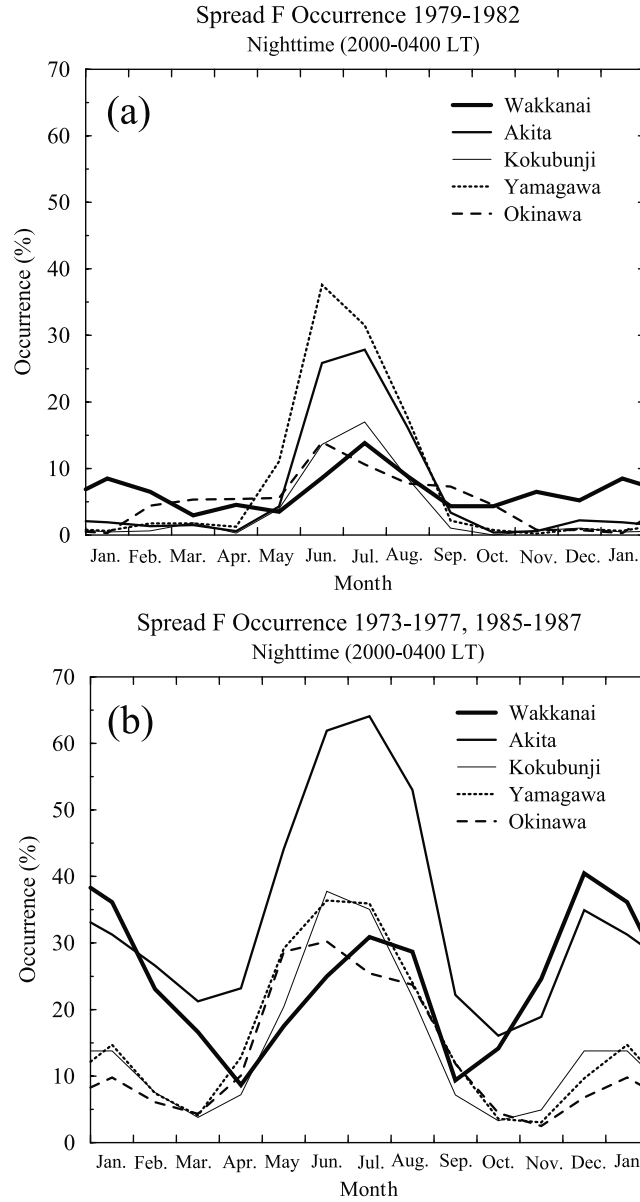 Spread F Occurrence 1979-1982
Nighttime (2000-0400 LT)
70
60
50
40
30
20
10
0
Occurrence (%)
(a)
Wakkanai
Akita
Kokubunji
Yamagawa
Okinawa
Jan. Feb. Mar. Apr. May Jun. Jul. Aug. Sep. Oct. Nov. Dec. Jan.
Month
Spread F Occurrence 1973-1977, 1985-1987
Nighttime (2000-0400 LT)
70
60
50
40
30
20
10
0
Occurrence (%)
(b)
Wakkanai
Akita
Kokubunji
Yamagawa
Okinawa
Jan. Feb. Mar. Apr. May Jun. Jul. Aug. Sep. Oct. Nov. Dec. Jan.
Month